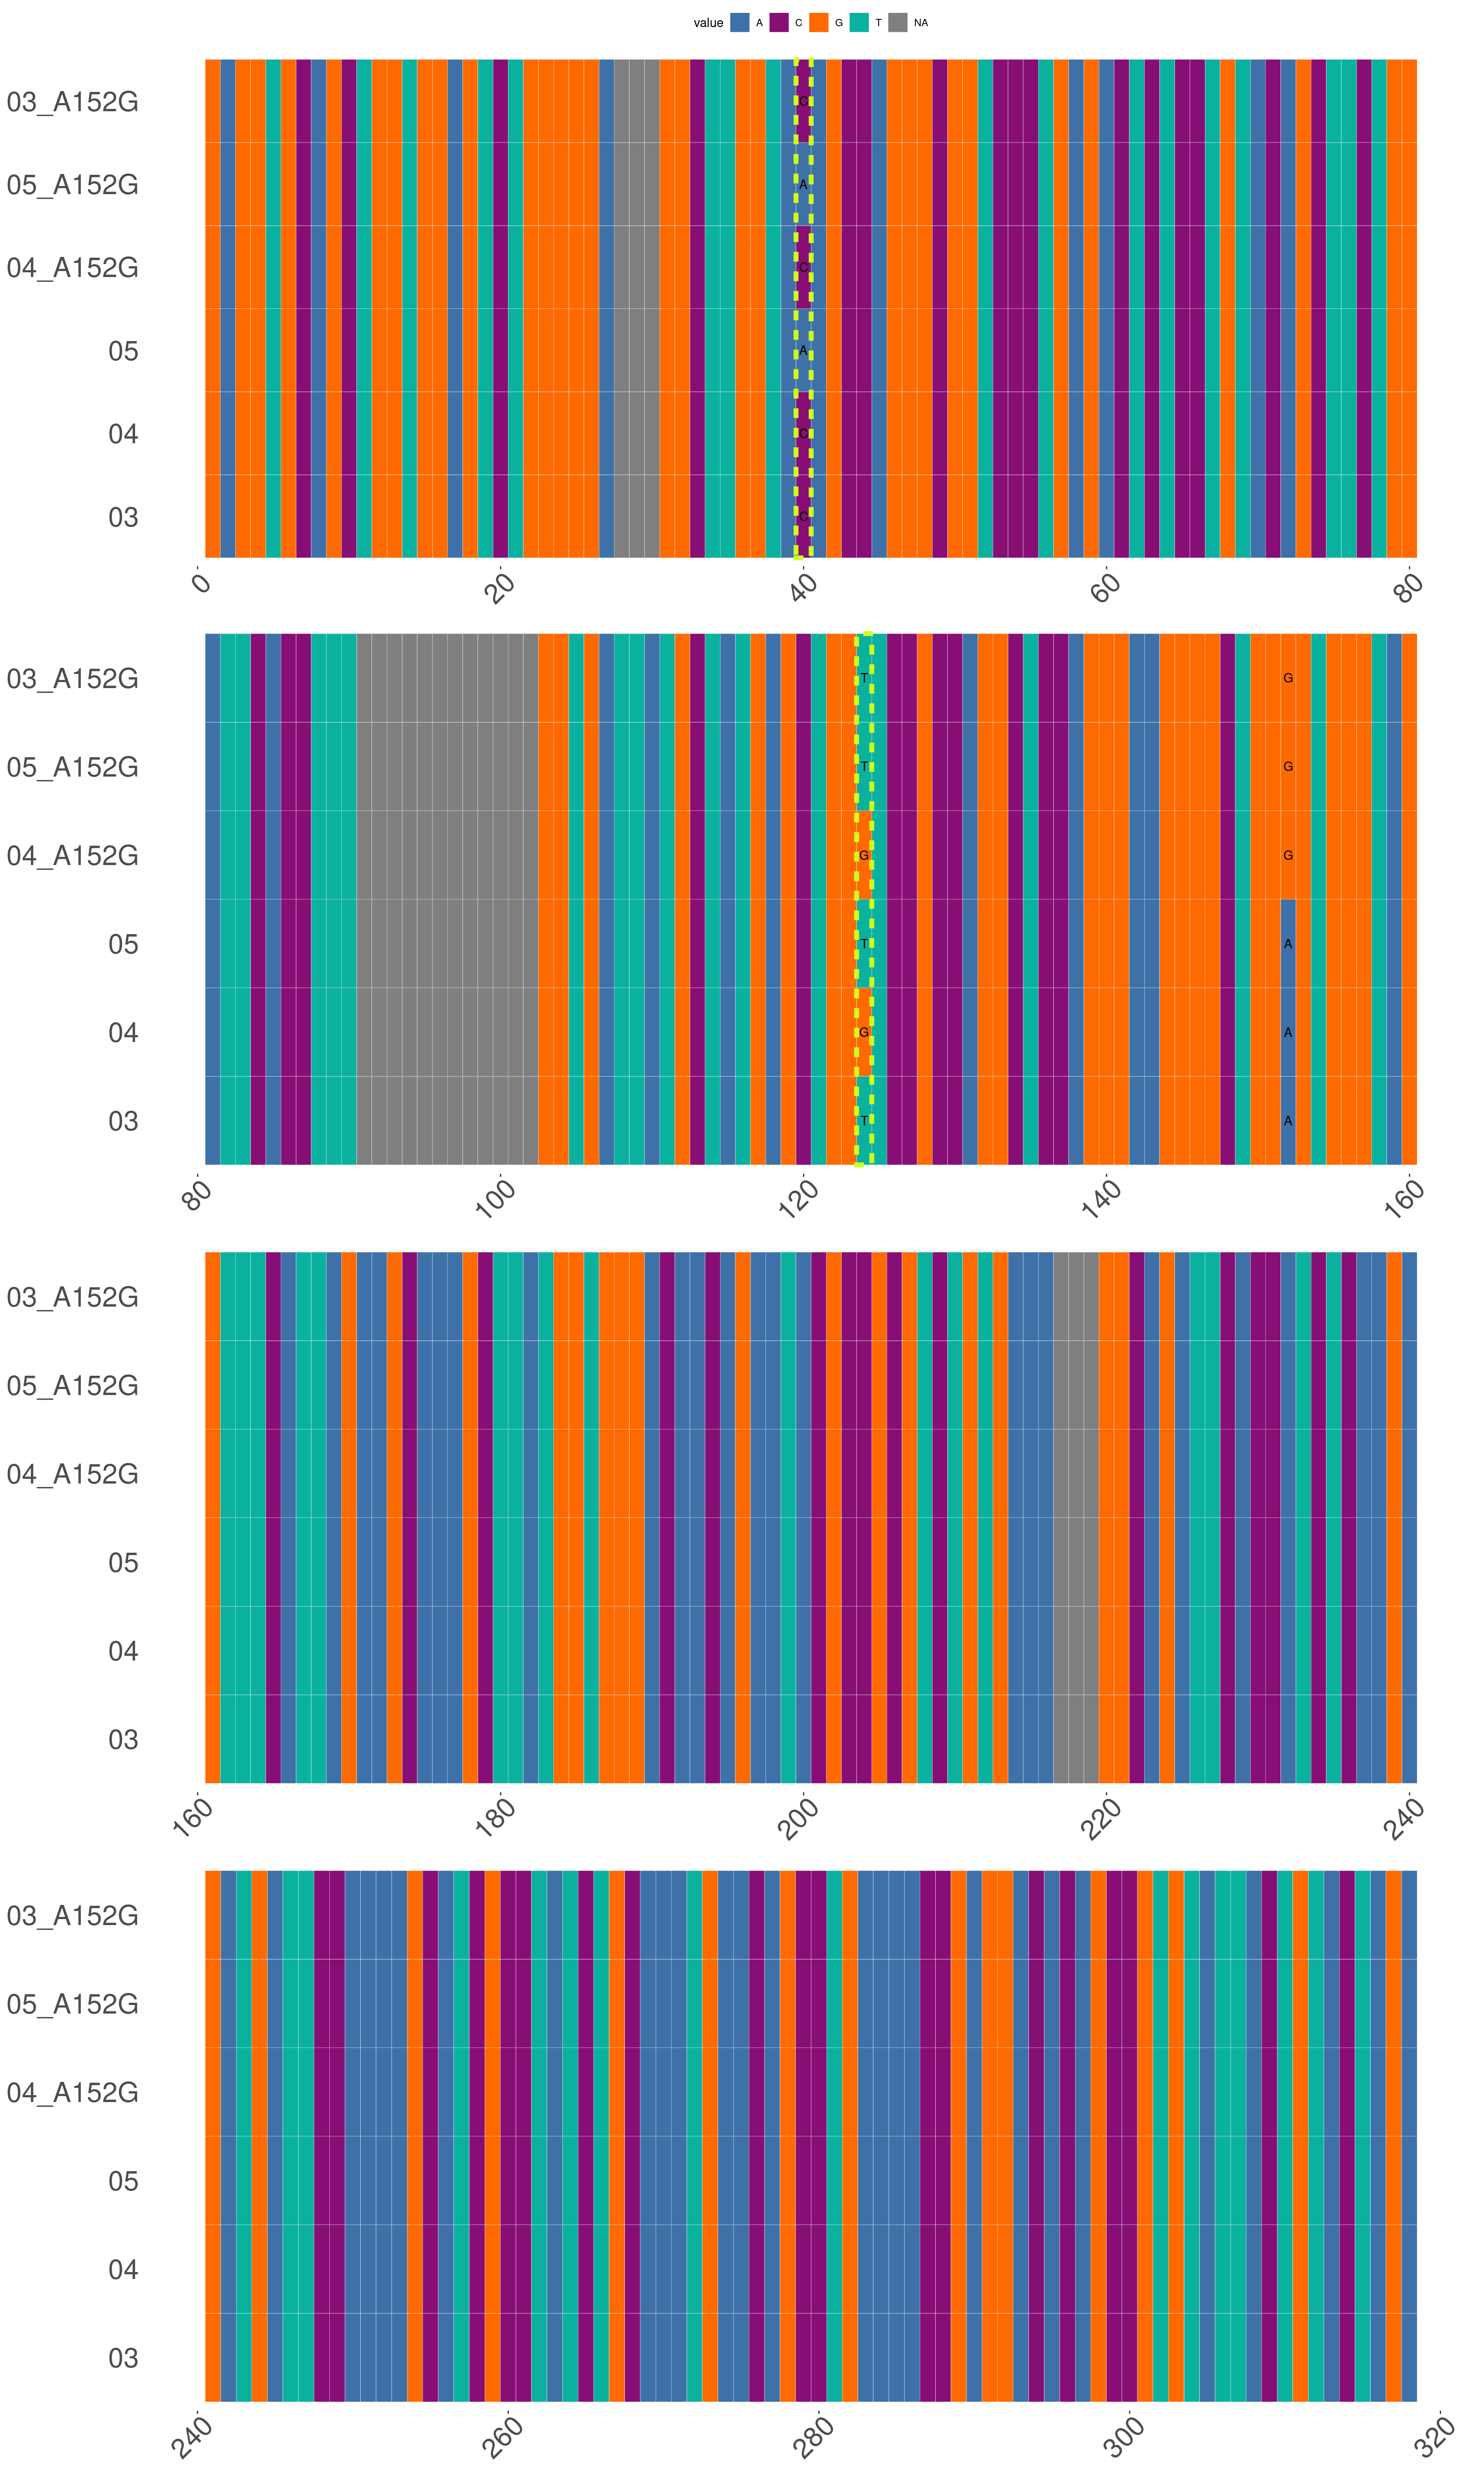 value A C G T NA
03_A152G C
05_A152G A
04_A152G C
05 A
04 C
03 C
0 20 40 60 80
03_A152G T G
05_A152G T G
04_A152G G G
05 T A
04 G A
03 T A
80 100 120 140 160
03_A152G
05_A152G
04_A152G
05
04
03
160 180 200 220 240
03_A152G
05_A152G
04_A152G
05
04
03
240 260 280 300 320